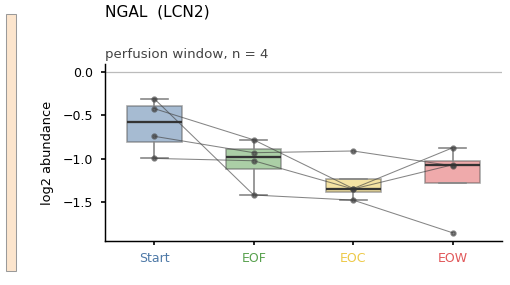 NGAL  (LCN2)
perfusion window, n = 4
0.0
−0.5
−1.0
−1.5
log2 abundance
Start
EOF
EOC
EOW